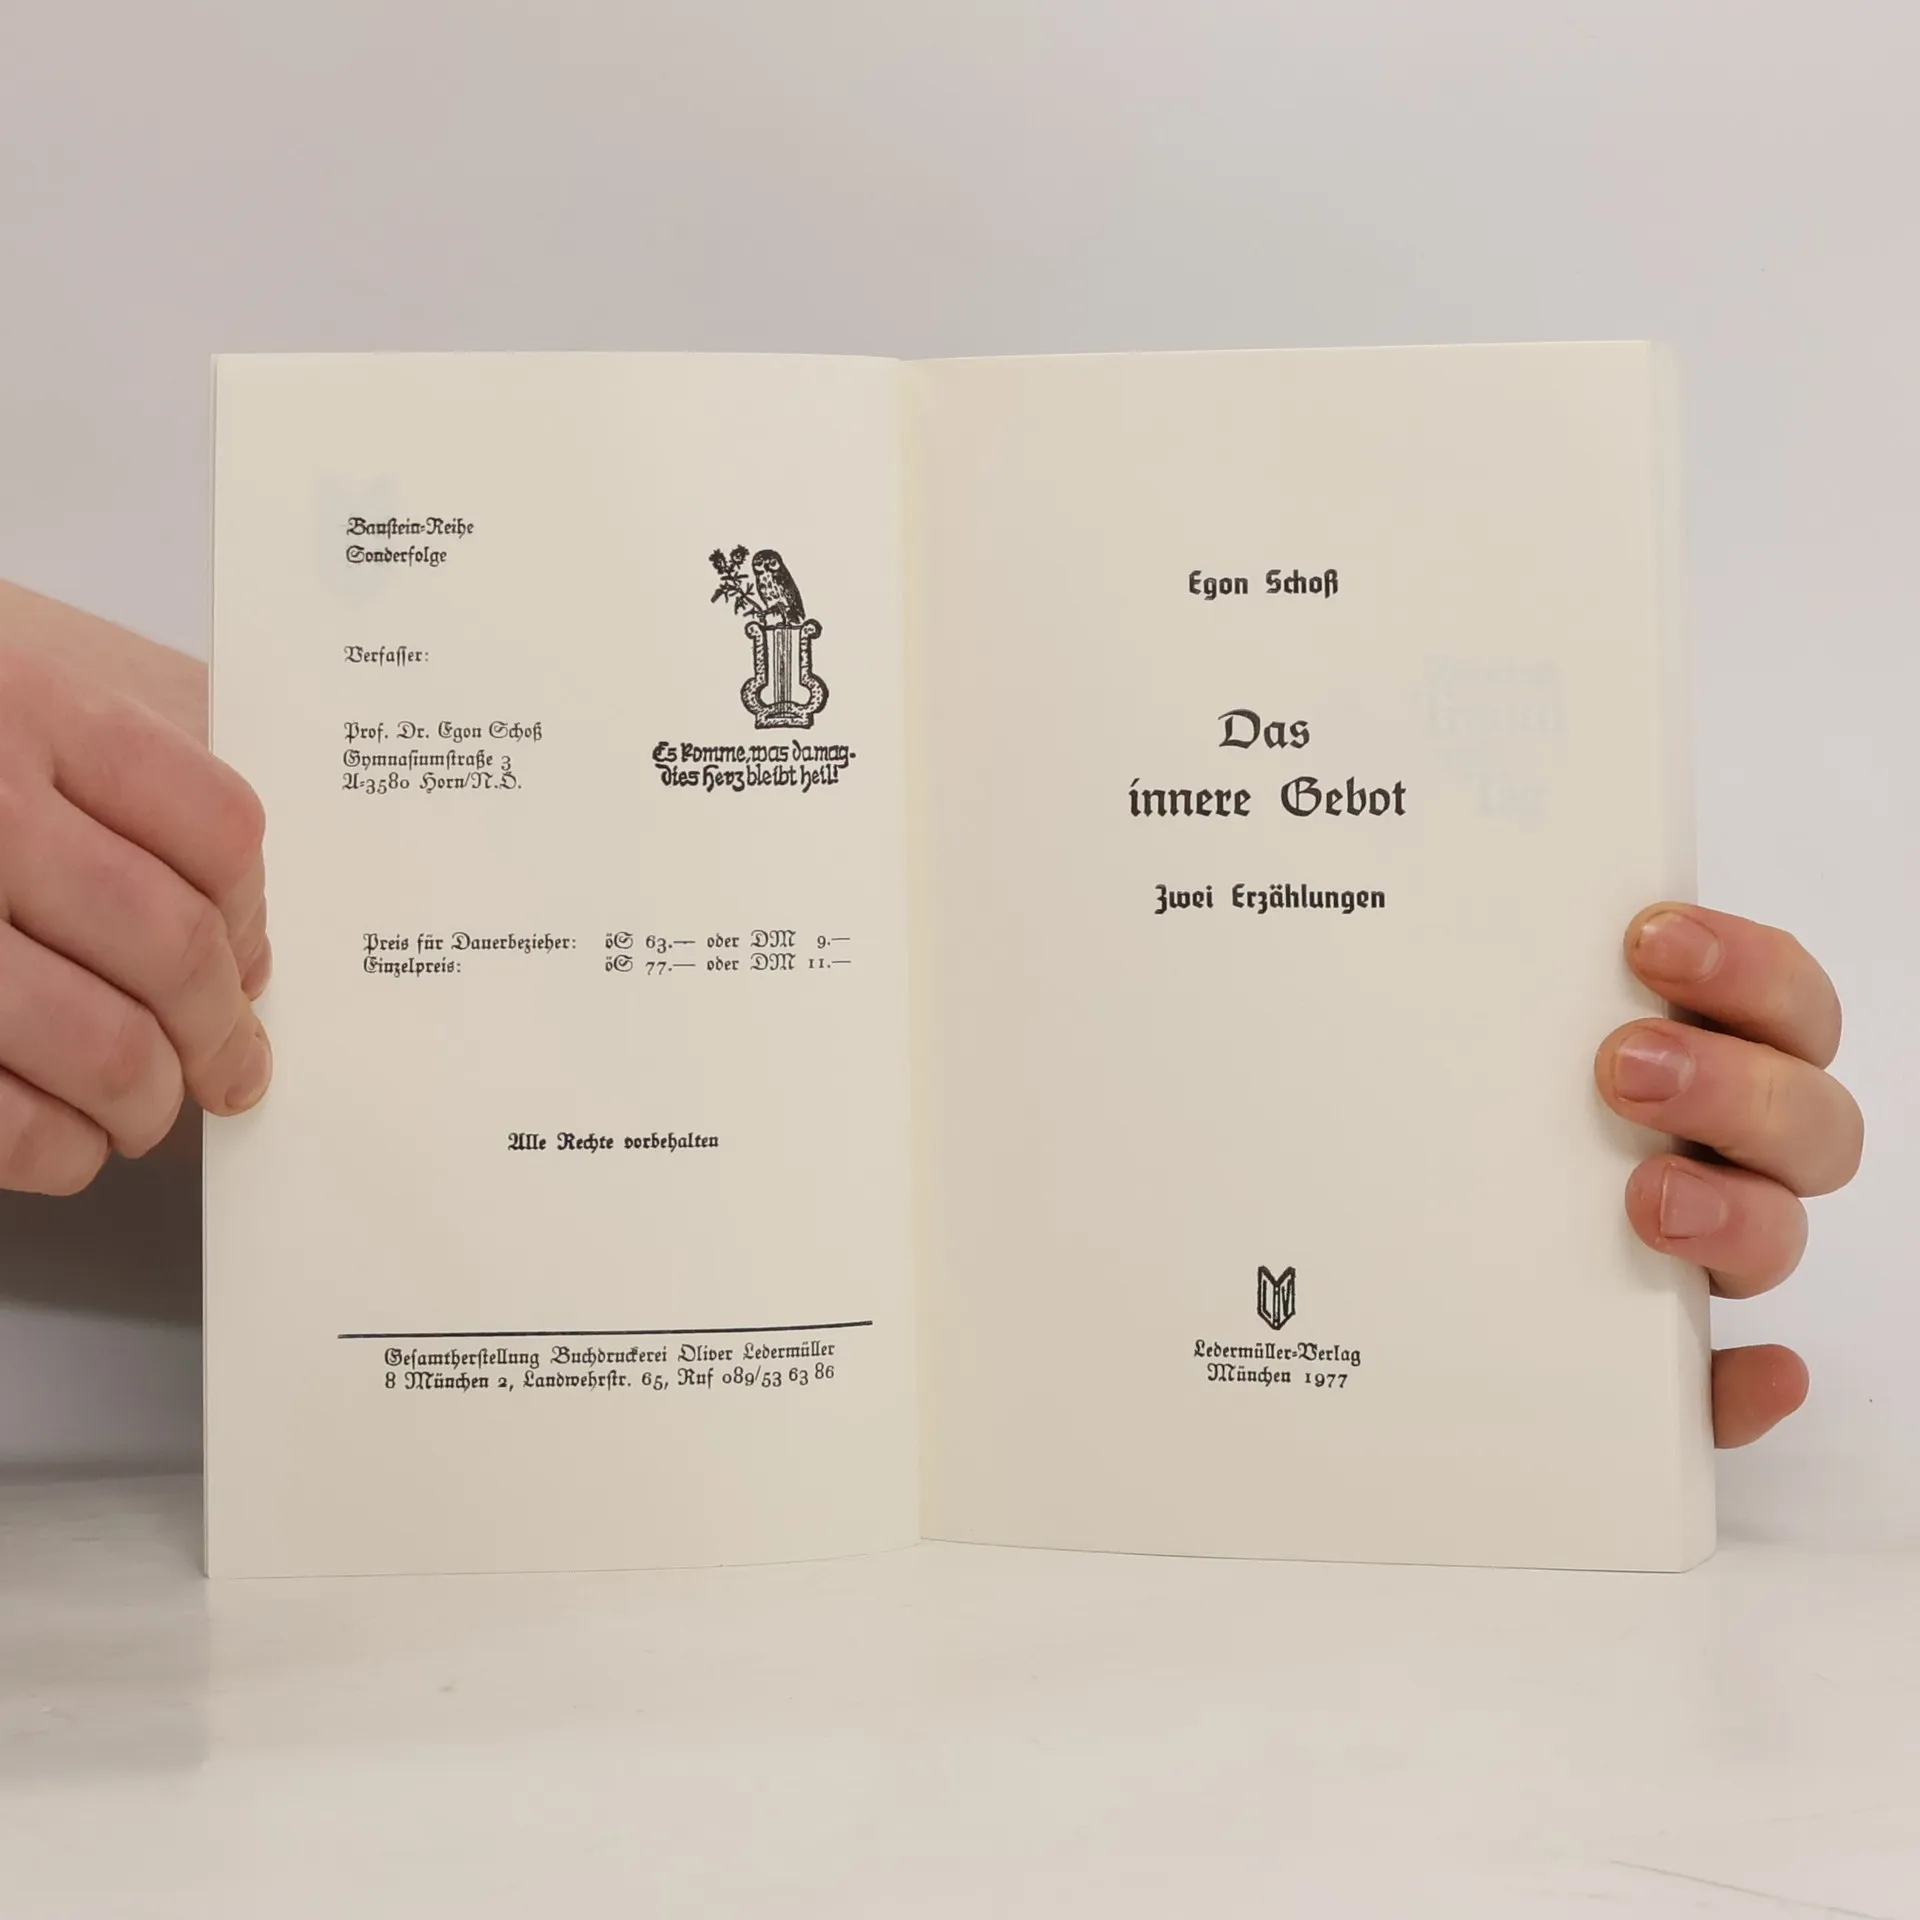 Baustein-Reihe
Sonderfolge
Verfasser:
Prof. Dr. Egon Schoß
Gymnasiumstraße 3
A-3580 Horn/N.Ö.
Es komme, was da mag-
dies Herz bleibt heil!
Preis für Dauerbezieher: öS 63.— oder DM 9.—
Einzelpreis: öS 77.— oder DM 11.—
Alle Rechte vorbehalten
Gesamtherstellung Buchdruckerei Oliver Ledermüller
8 München 2, Landwehrstr. 65, Ruf 089/53 63 86
Egon Schoß
Das
innere Gebot
Zwei Erzählungen
Ledermüller-Verlag
München 1977